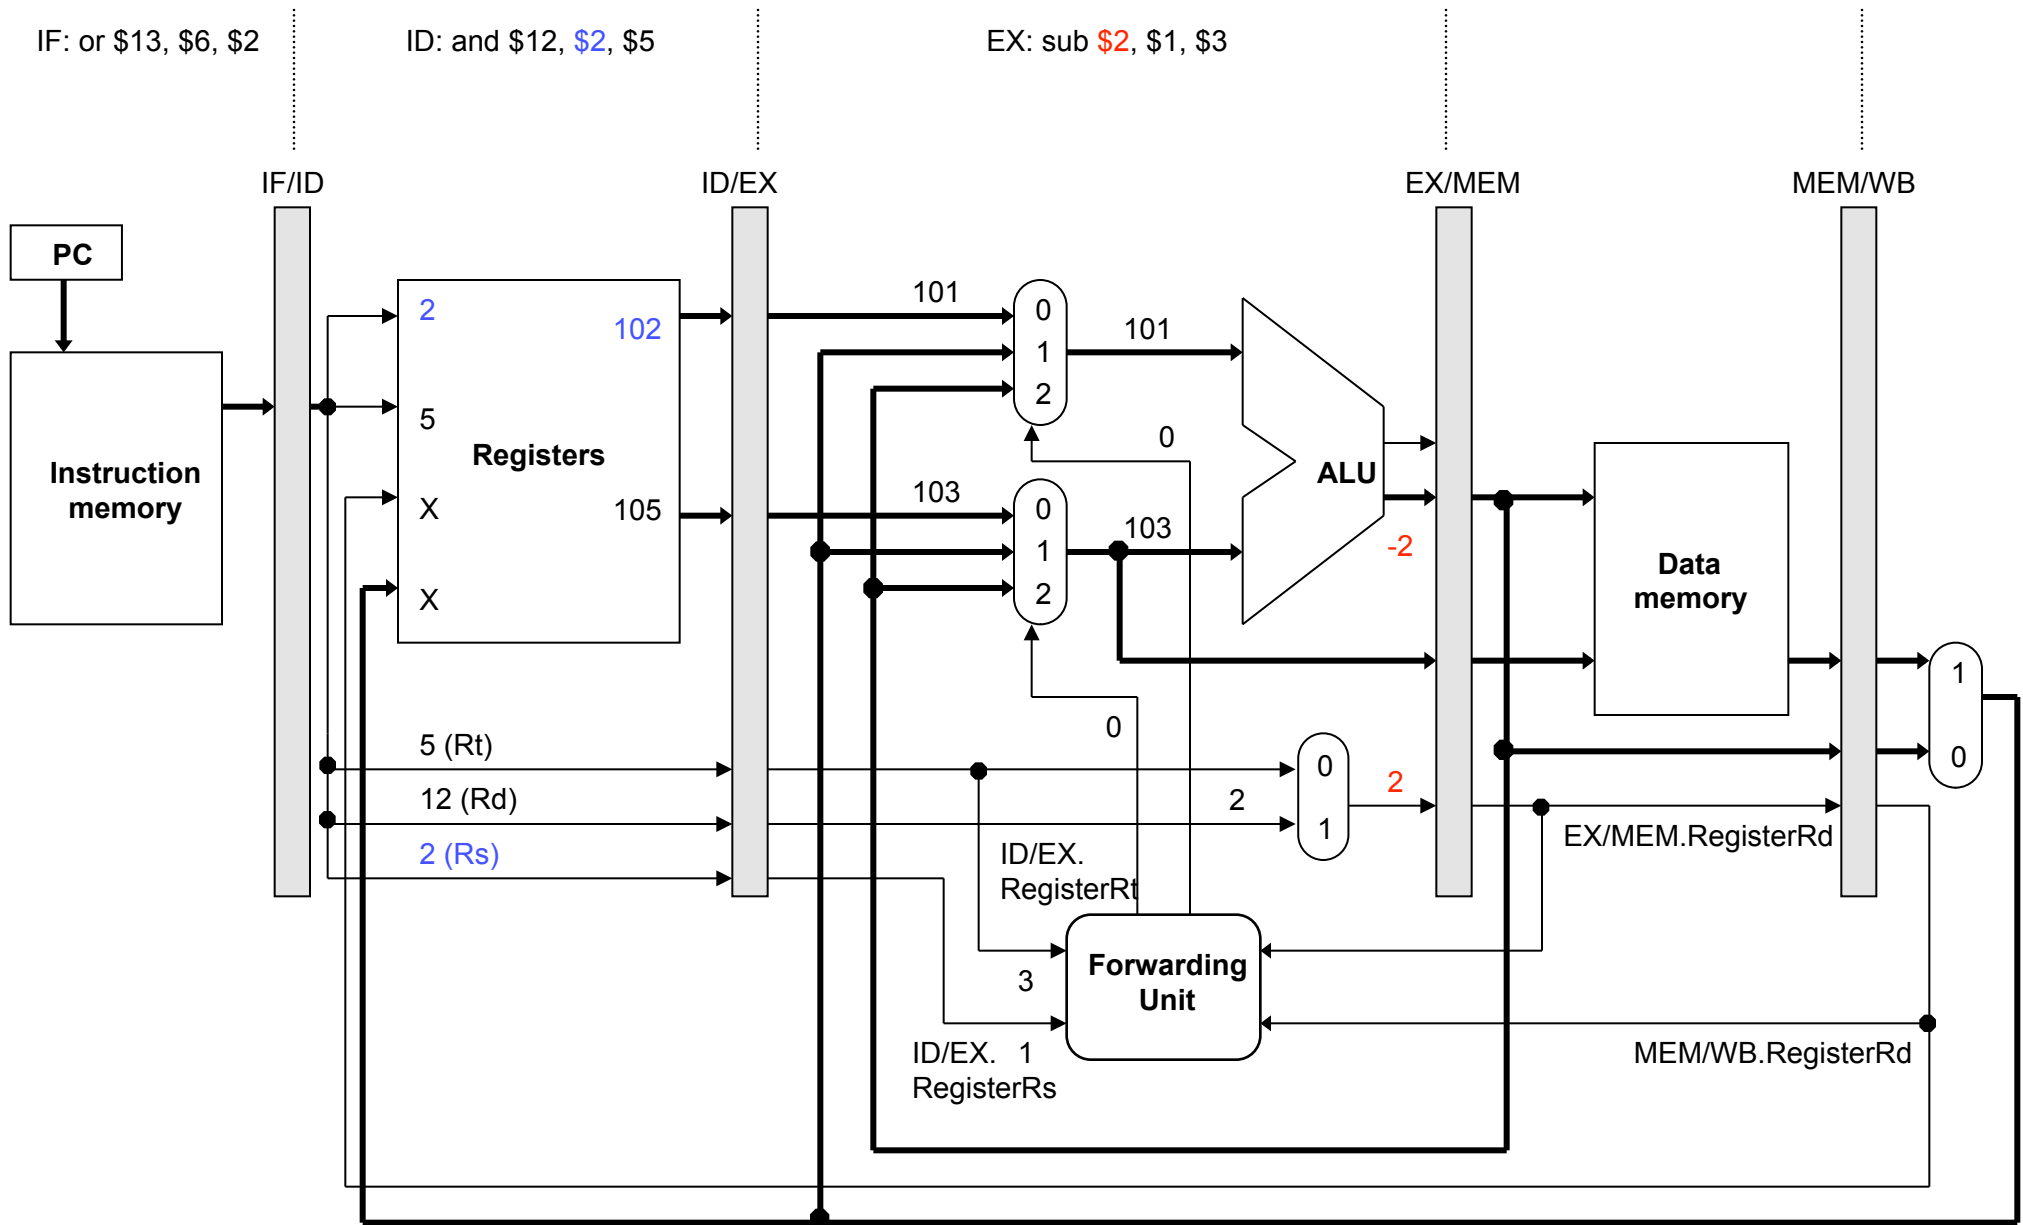 IF: or $13, $6, $2
ID: and $12, $2, $5
EX: sub $2, $1, $3
IF/ID
ID/EX
EX/MEM
MEM/WB
PC
Instruction
memory
2
102
5
Registers
X
105
X
101
0
1
2
101
0
103
0
1
2
103
0
ALU
-2
Data
memory
1
0
5 (Rt)
12 (Rd)
2 (Rs)
2
0
1
2
ID/EX.
RegisterRt
EX/MEM.RegisterRd
3
Forwarding
Unit
ID/EX. 1
RegisterRs
MEM/WB.RegisterRd